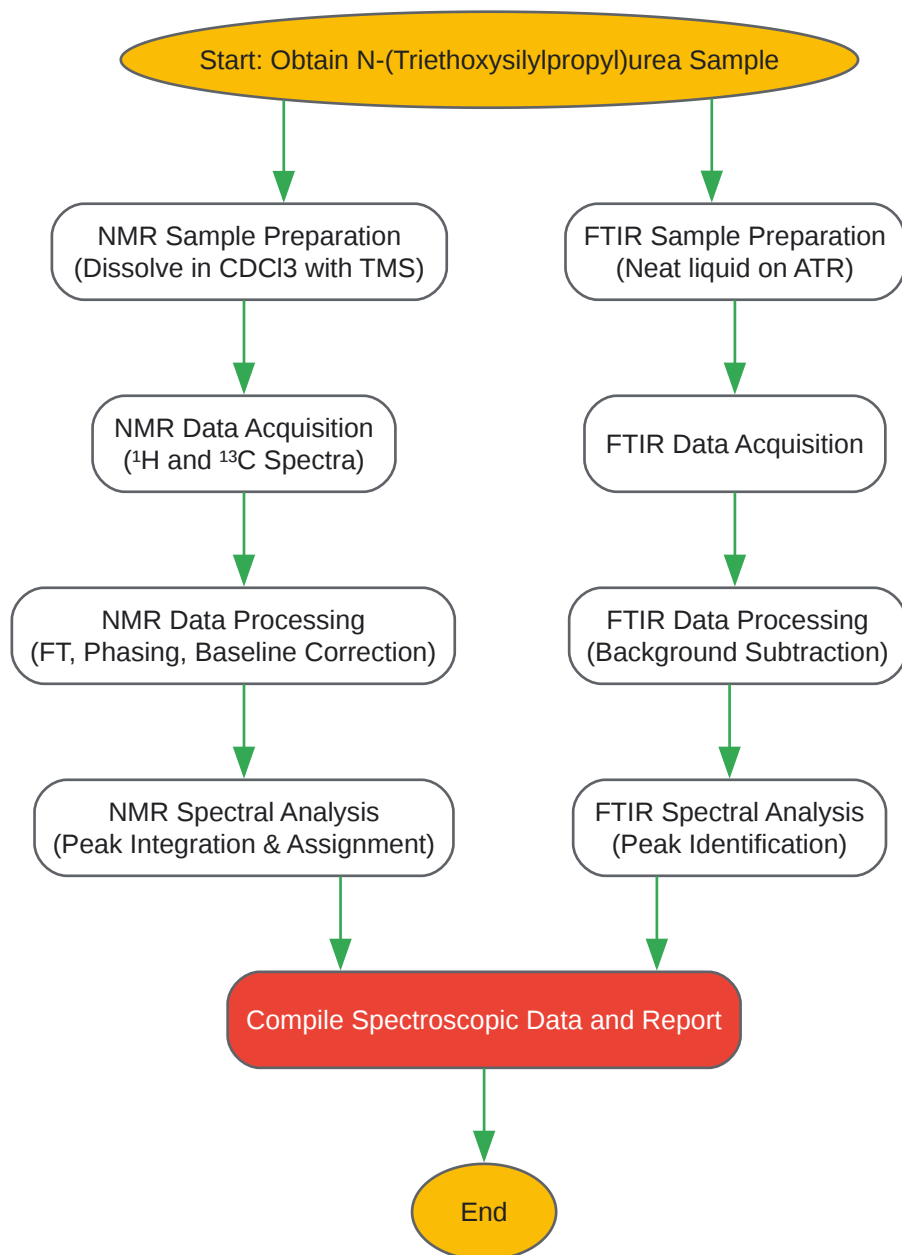 Start: Obtain N-(Triethoxysilylpropyl)urea Sample
NMR Sample Preparation
(Dissolve in CDCl3 with TMS)
FTIR Sample Preparation
(Neat liquid on ATR)
NMR Data Acquisition
(¹H and ¹³C Spectra)
FTIR Data Acquisition
NMR Data Processing
(FT, Phasing, Baseline Correction)
FTIR Data Processing
(Background Subtraction)
NMR Spectral Analysis
(Peak Integration & Assignment)
FTIR Spectral Analysis
(Peak Identification)
Compile Spectroscopic Data and Report
End